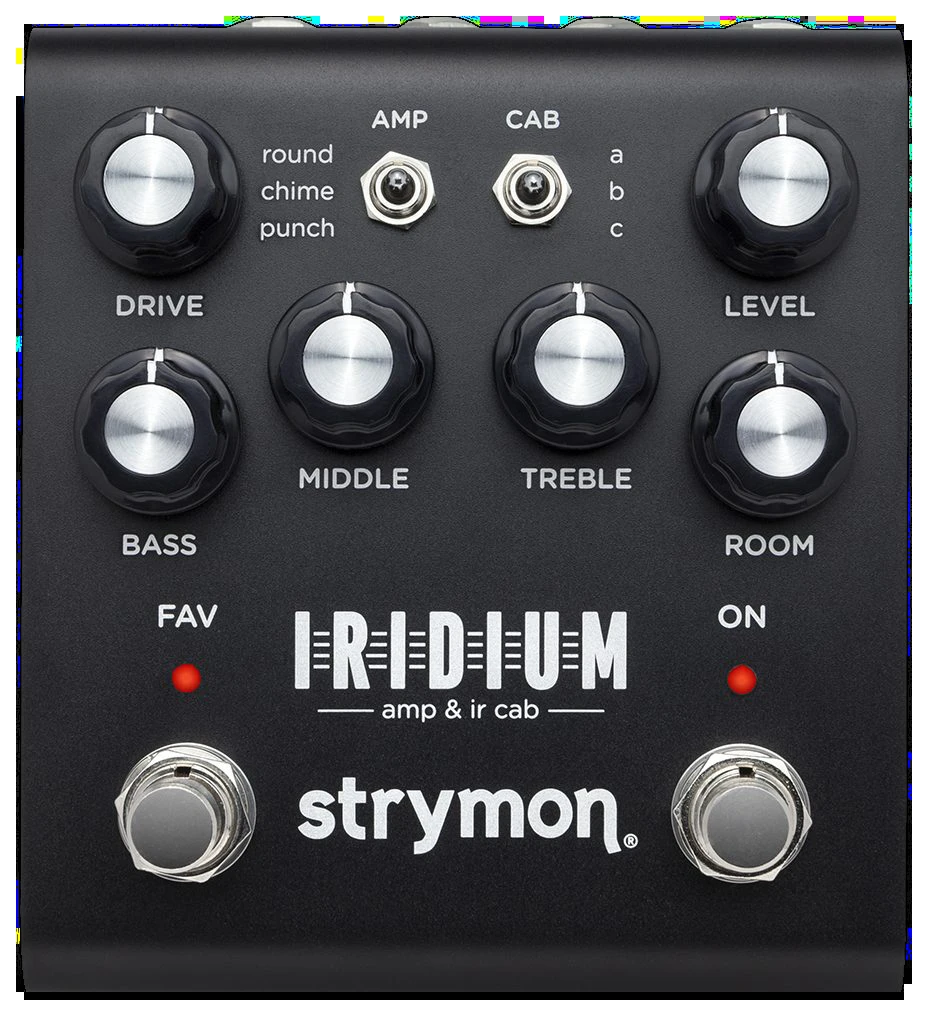 AMP
CAB
round
chime
punch
a
b
c
DRIVE
LEVEL
MIDDLE
TREBLE
BASS
ROOM
FAV
ON
IRIDIUM
amp & ir cab
strymon®